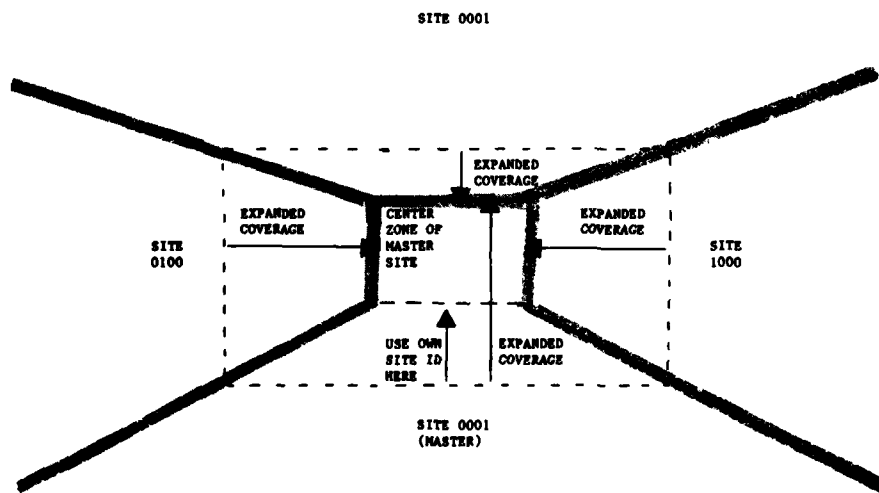 SITE 0001
EXPANDED
COVERAGE
EXPANDED
COVERAGE
CENTER
ZONE OF
MASTER
SITE
EXPANDED
COVERAGE
SITE
0100
SITE
1000
USE OWN
SITE ID
HERE
EXPANDED
COVERAGE
SITE 0001
(MASTER)